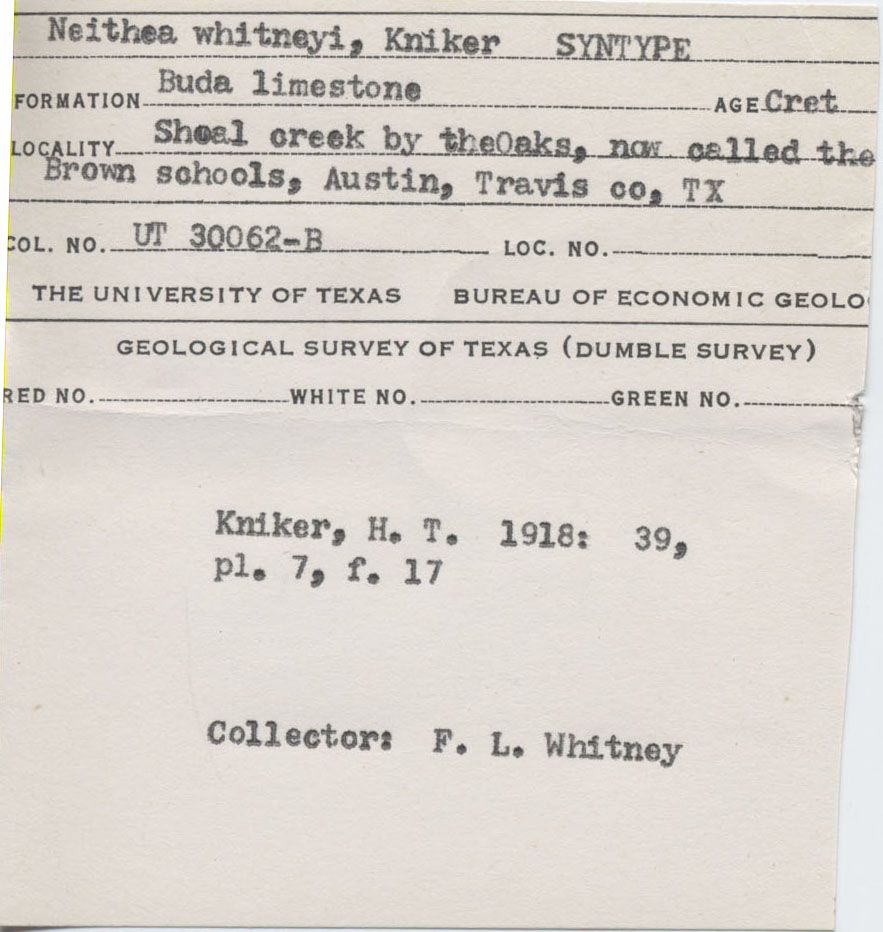 Neithea whitneyi, Kniker SYNTYPE
FORMATION Buda limestone AGE Cret
LOCALITY Shoal creek by theOaks, now called the
Brown schools, Austin, Travis co, TX
COL. NO. UT 30062-B LOC. NO.
THE UNIVERSITY OF TEXAS BUREAU OF ECONOMIC GEOLO
GEOLOGICAL SURVEY OF TEXAS (DUMBLE SURVEY)
RED NO. WHITE NO. GREEN NO.
Kniker, H. T. 1918: 39,
pl. 7, f. 17
Collector: F. L. Whitney